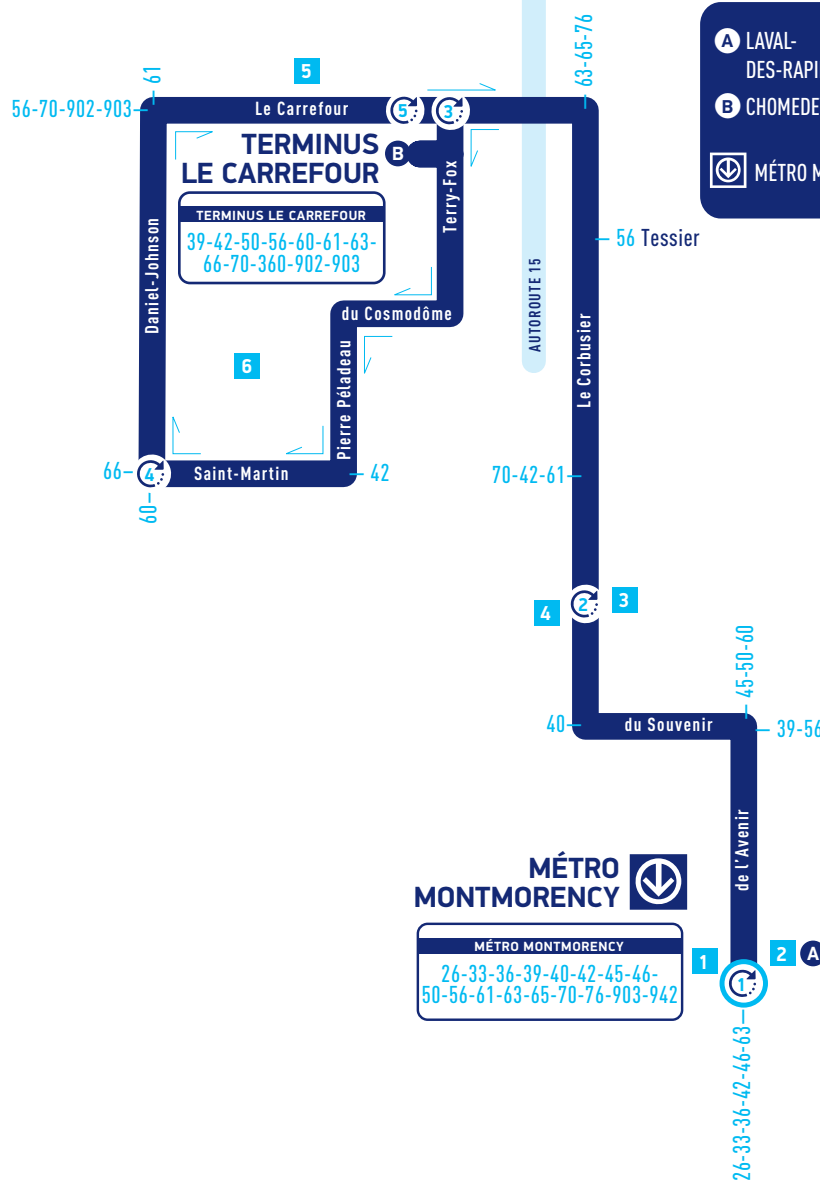 61
5
63-65-76
A LAVAL-
DES-RAPI
B CHOMEDE
MÉTRO M
56-70-902-903
Le Carrefour
5
3
TERMINUS
LE CARREFOUR
B
TERMINUS LE CARREFOUR
39-42-50-56-60-61-63-
66-70-360-902-903
Terry-Fox
Daniel-Johnson
56 Tessier
AUTOROUTE 15
du Cosmodôme
Le Corbusier
6
Pierre Péladeau
66
4
Saint-Martin
42
60
70-42-61
4
2
3
45-50-60
40
du Souvenir
39-56
de l'Avenir
MÉTRO
MONTMORENCY
MÉTRO MONTMORENCY
26-33-36-39-40-42-45-46-
50-56-61-63-65-70-76-903-942
1
2 A
1
26-33-36-42-46-63